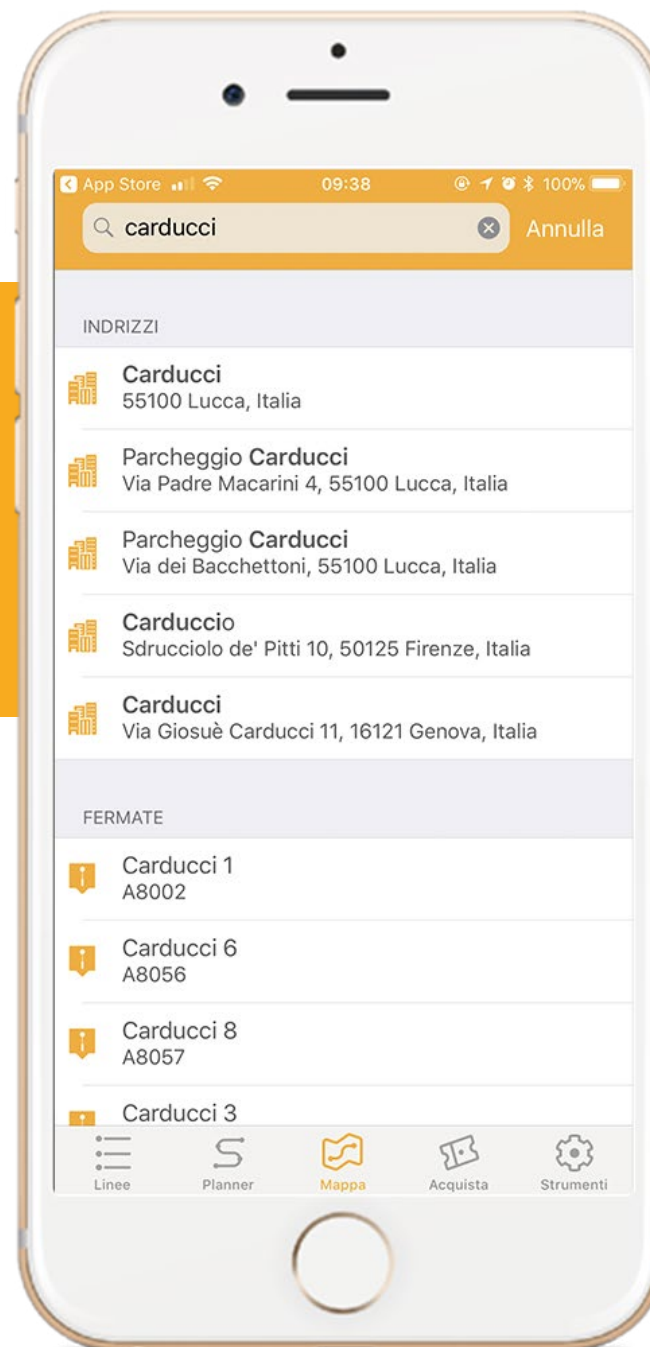 App Store 09:38 100%
carducci Annulla
INDRIZZI
Carducci
55100 Lucca, Italia
Parcheggio Carducci
Via Padre Macarini 4, 55100 Lucca, Italia
Parcheggio Carducci
Via dei Bacchettoni, 55100 Lucca, Italia
Carduccio
Sdrucciolo de' Pitti 10, 50125 Firenze, Italia
Carducci
Via Giosuè Carducci 11, 16121 Genova, Italia
FERMATE
Carducci 1
A8002
Carducci 6
A8056
Carducci 8
A8057
Carducci 3
Linee Planner Mappa Acquista Strumenti